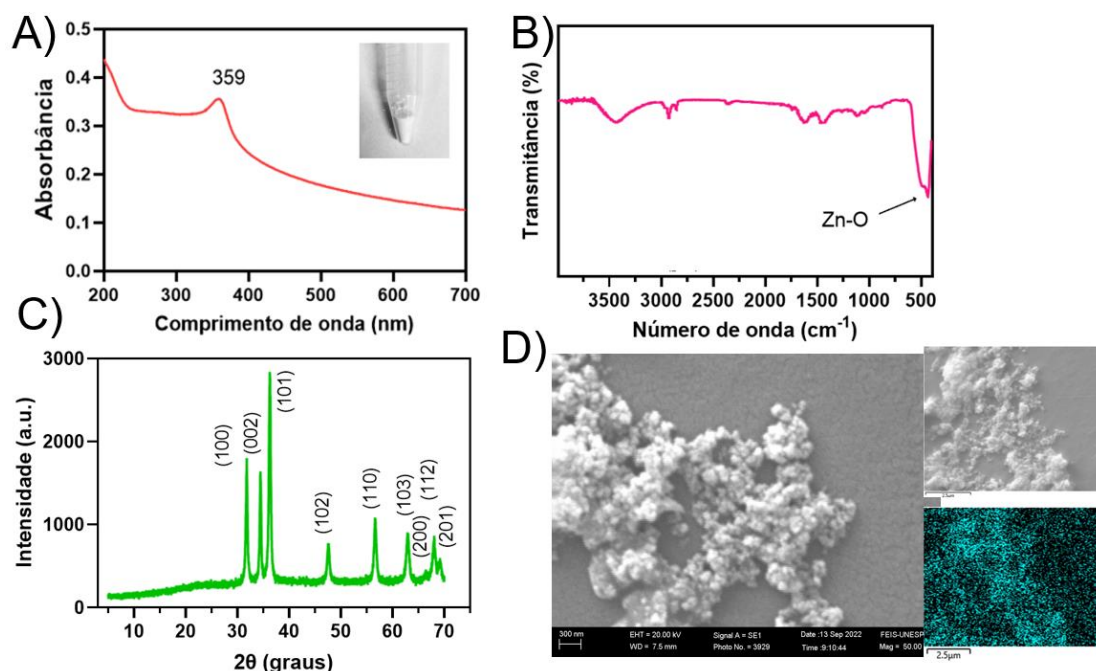 A)
0.5
0.4
0.3
0.2
0.1
0.0
359
Absorbância
200 300 400 500 600 700
Comprimento de onda (nm)
B)
Transmitância (%)
Zn-O
3500 3000 2500 2000 1500 1000 500
Número de onda (cm⁻¹)
C)
3000
2000
1000
0
Intensidade (a.u.)
(100)
(002)
(101)
(102)
(110)
(103)
(200)
(112)
(201)
10 20 30 40 50 60 70
2θ (graus)
D)
300 nm
EHT = 20.00 kV
Signal A = SE1
Date :13 Sep 2022
FEIS-UNESP
WD = 7.5 mm
Photo No. = 3929
Time :9:10:44
Mag = 50.00
2.5µm